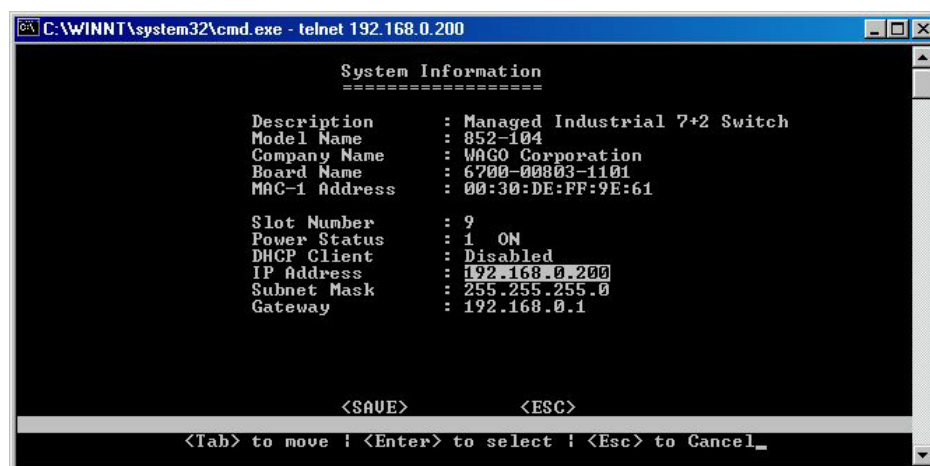 C:\WINNT\system32\cmd.exe - telnet 192.168.0.200
System Information
==================
Description : Managed Industrial 7+2 Switch
Model Name : 852-104
Company Name : WAGO Corporation
Board Name : 6700-00803-1101
MAC-1 Address : 00:30:DE:FF:9E:61
Slot Number : 9
Power Status : 1 ON
DHCP Client : Disabled
IP Address : 192.168.0.200
Subnet Mask : 255.255.255.0
Gateway : 192.168.0.1
<SAVE> <ESC>
<Tab> to move ¦ <Enter> to select ¦ <Esc> to Cancel_